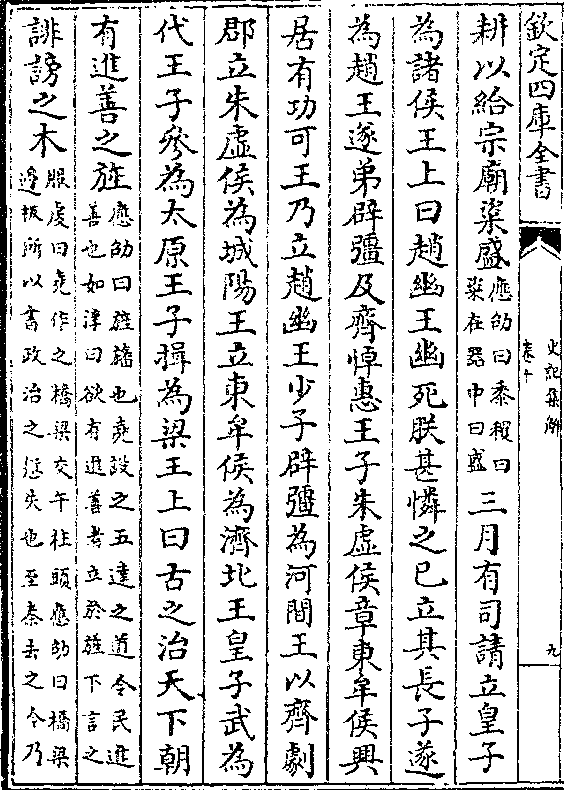 欽定四庫全書
史記集解
卷十
九
耕以給宗廟粢盛應劭曰黍稷曰粢在器中曰盛三月有司請立皇子
為諸侯王上曰趙幽王幽死朕甚憐之已立其長子遂
為趙王遂弟辟彊及齊悼惠王子朱虛侯章東牟侯興
居有功可王乃立趙幽王少子辟彊為河間王以齊劇
郡立朱虛侯為城陽王立東牟侯為濟北王皇子武為
代王子參為太原王子揖為梁王上曰古之治天下朝
有進善之旌應劭曰旌旛也堯設之五達之道令民進善也如淳曰欲有進善者立於旌下言之
誹謗之木服虔曰堯作之橋梁交午柱頭應劭曰橋梁邊板所以書政治之愆失也至秦去之今乃